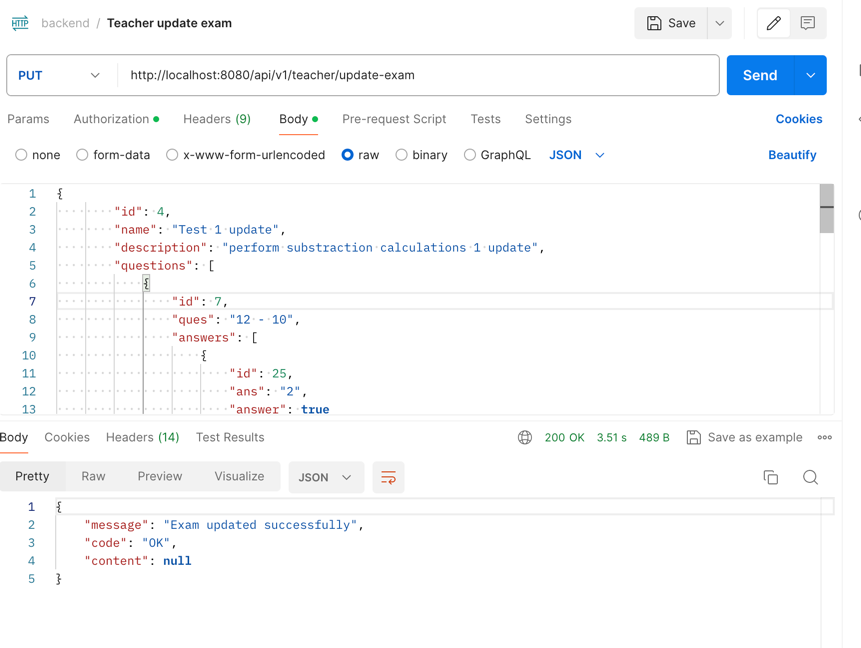 HTTP backend / Teacher update exam Save
PUT http://localhost:8080/api/v1/teacher/update-exam Send
Params Authorization Headers (9) Body Pre-request Script Tests Settings Cookies
none form-data x-www-form-urlencoded raw binary GraphQL JSON Beautify
1 {
2 "id": 4,
3 "name": "Test 1 update",
4 "description": "perform substraction calculations 1 update",
5 "questions": [
6 {
7 "id": 7,
8 "ques": "12 - 10",
9 "answers": [
10 {
11 "id": 25,
12 "ans": "2",
13 "answer": true
Body Cookies Headers (14) Test Results 200 OK 3.51 s 489 B Save as example
Pretty Raw Preview Visualize JSON
1 {
2 "message": "Exam updated successfully",
3 "code": "OK",
4 "content": null
5 }